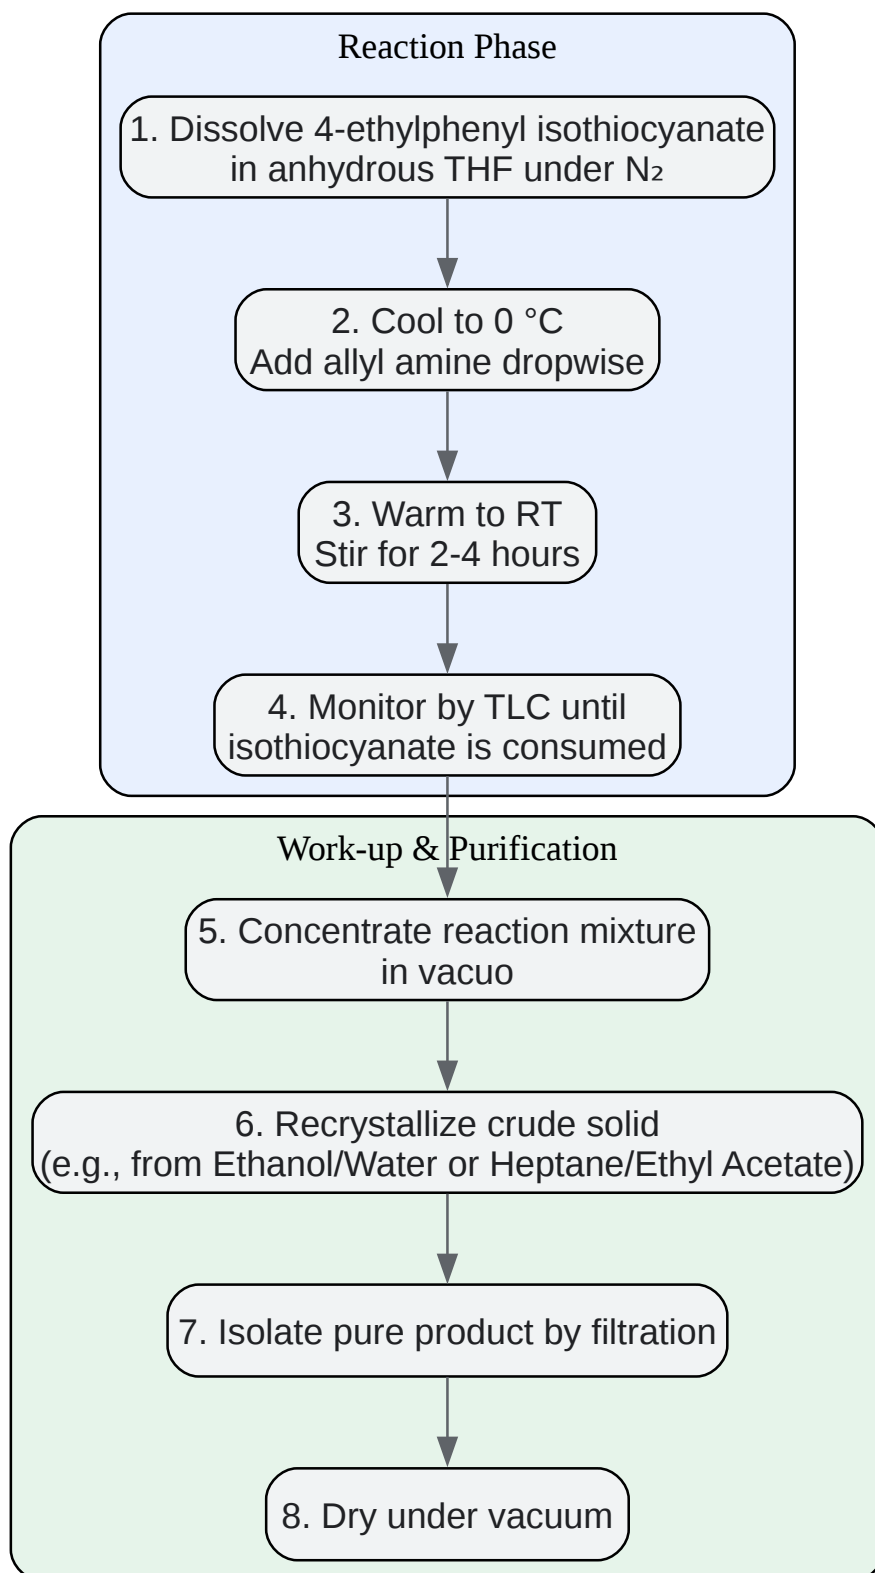 Reaction Phase
1. Dissolve 4-ethylphenyl isothiocyanate
in anhydrous THF under N₂
2. Cool to 0 °C
Add allyl amine dropwise
3. Warm to RT
Stir for 2-4 hours
4. Monitor by TLC until
isothiocyanate is consumed
Work-up & Purification
5. Concentrate reaction mixture
in vacuo
6. Recrystallize crude solid
(e.g., from Ethanol/Water or Heptane/Ethyl Acetate)
7. Isolate pure product by filtration
8. Dry under vacuum